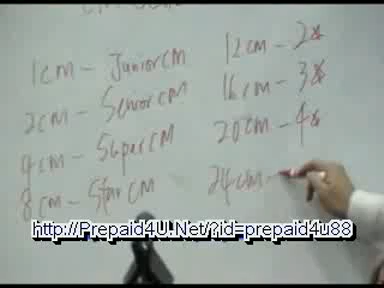 1cm - Junior CM
2cm - Senior CM
4cm - Super CM
8cm - Star CM
12cm - 2☆
16cm - 3☆
20cm - 4☆
24cm -
http://Prepaid4U.Net/?id=prepaid4u88